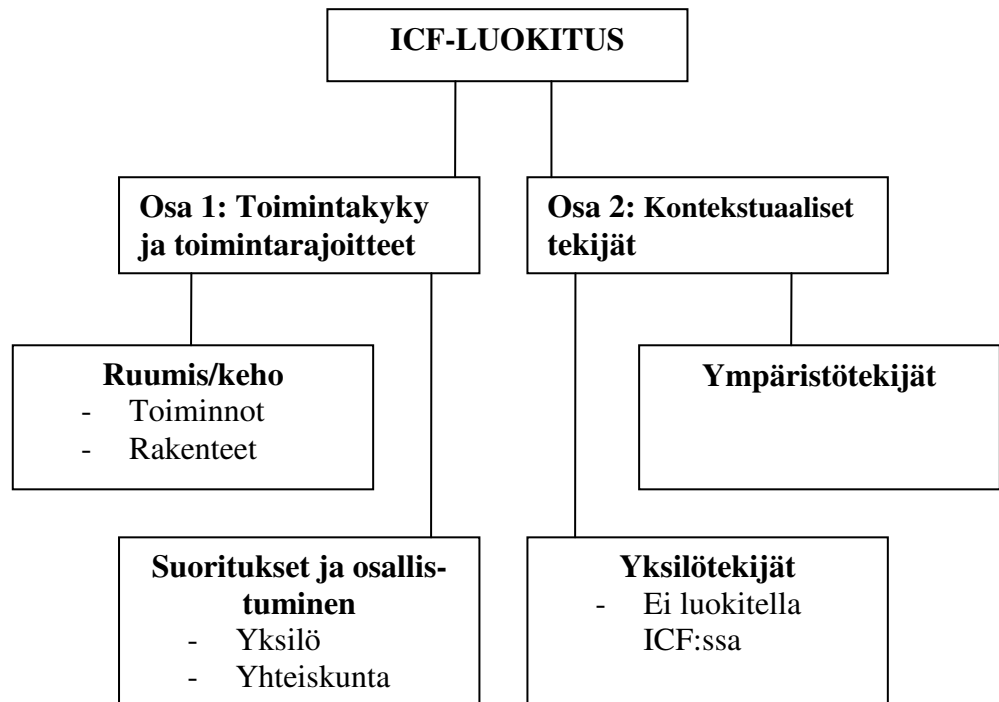 ICF-LUOKITUS
Osa 1: Toimintakyky
ja toimintarajoitteet
Osa 2: Kontekstuaaliset
tekijät
Ruumis/keho
- Toiminnot
- Rakenteet
Ympäristötekijät
Suoritukset ja osallis-
tuminen
- Yksilö
- Yhteiskunta
Yksilötekijät
- Ei luokitella
ICF:ssa